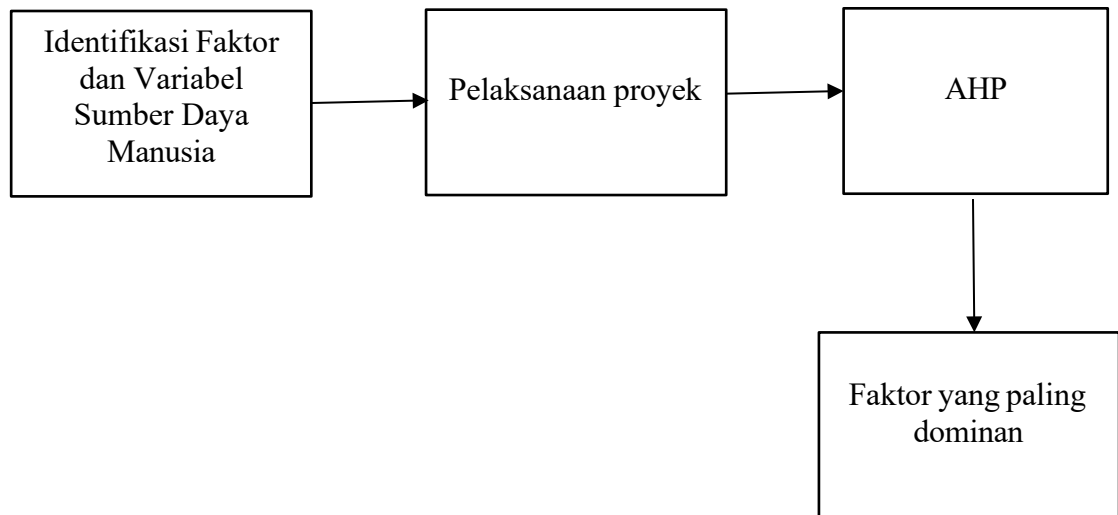 Identifikasi Faktor
dan Variabel
Sumber Daya
Manusia
Pelaksanaan proyek
AHP
Faktor yang paling
dominan